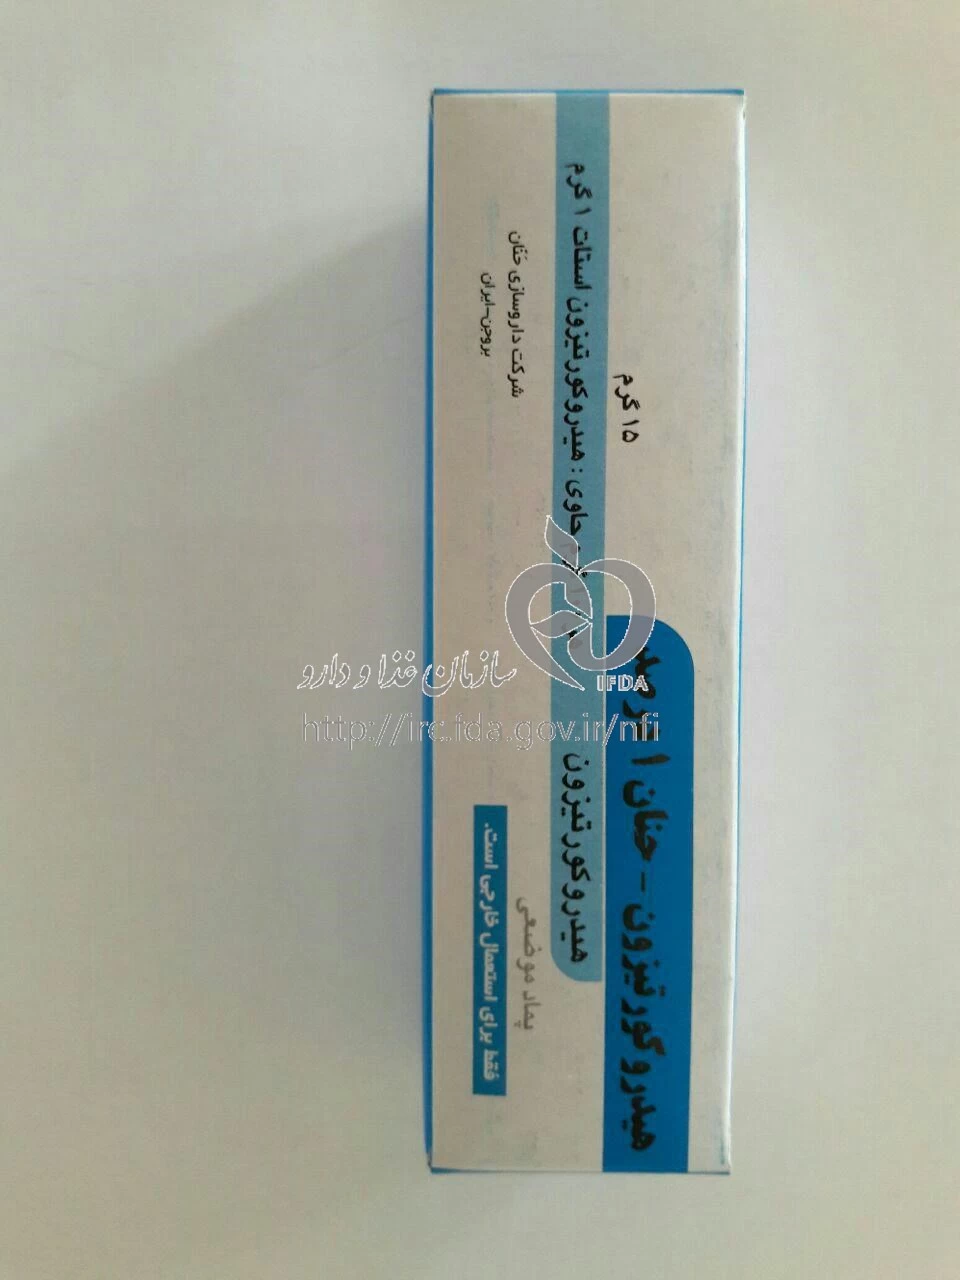 هیدروکورتیزون - حنان ۱ درصد
۱۵ گرم
هیدروکورتیزون
حاوی : هیدروکورتیزون استات ۱ گرم
پماد موضعی
شرکت داروسازی حنان
بروجن-ایران
فقط برای استعمال خارجی است.
IFDA
سازمان غذا و دارو
http://irc.fda.gov.ir/nfi